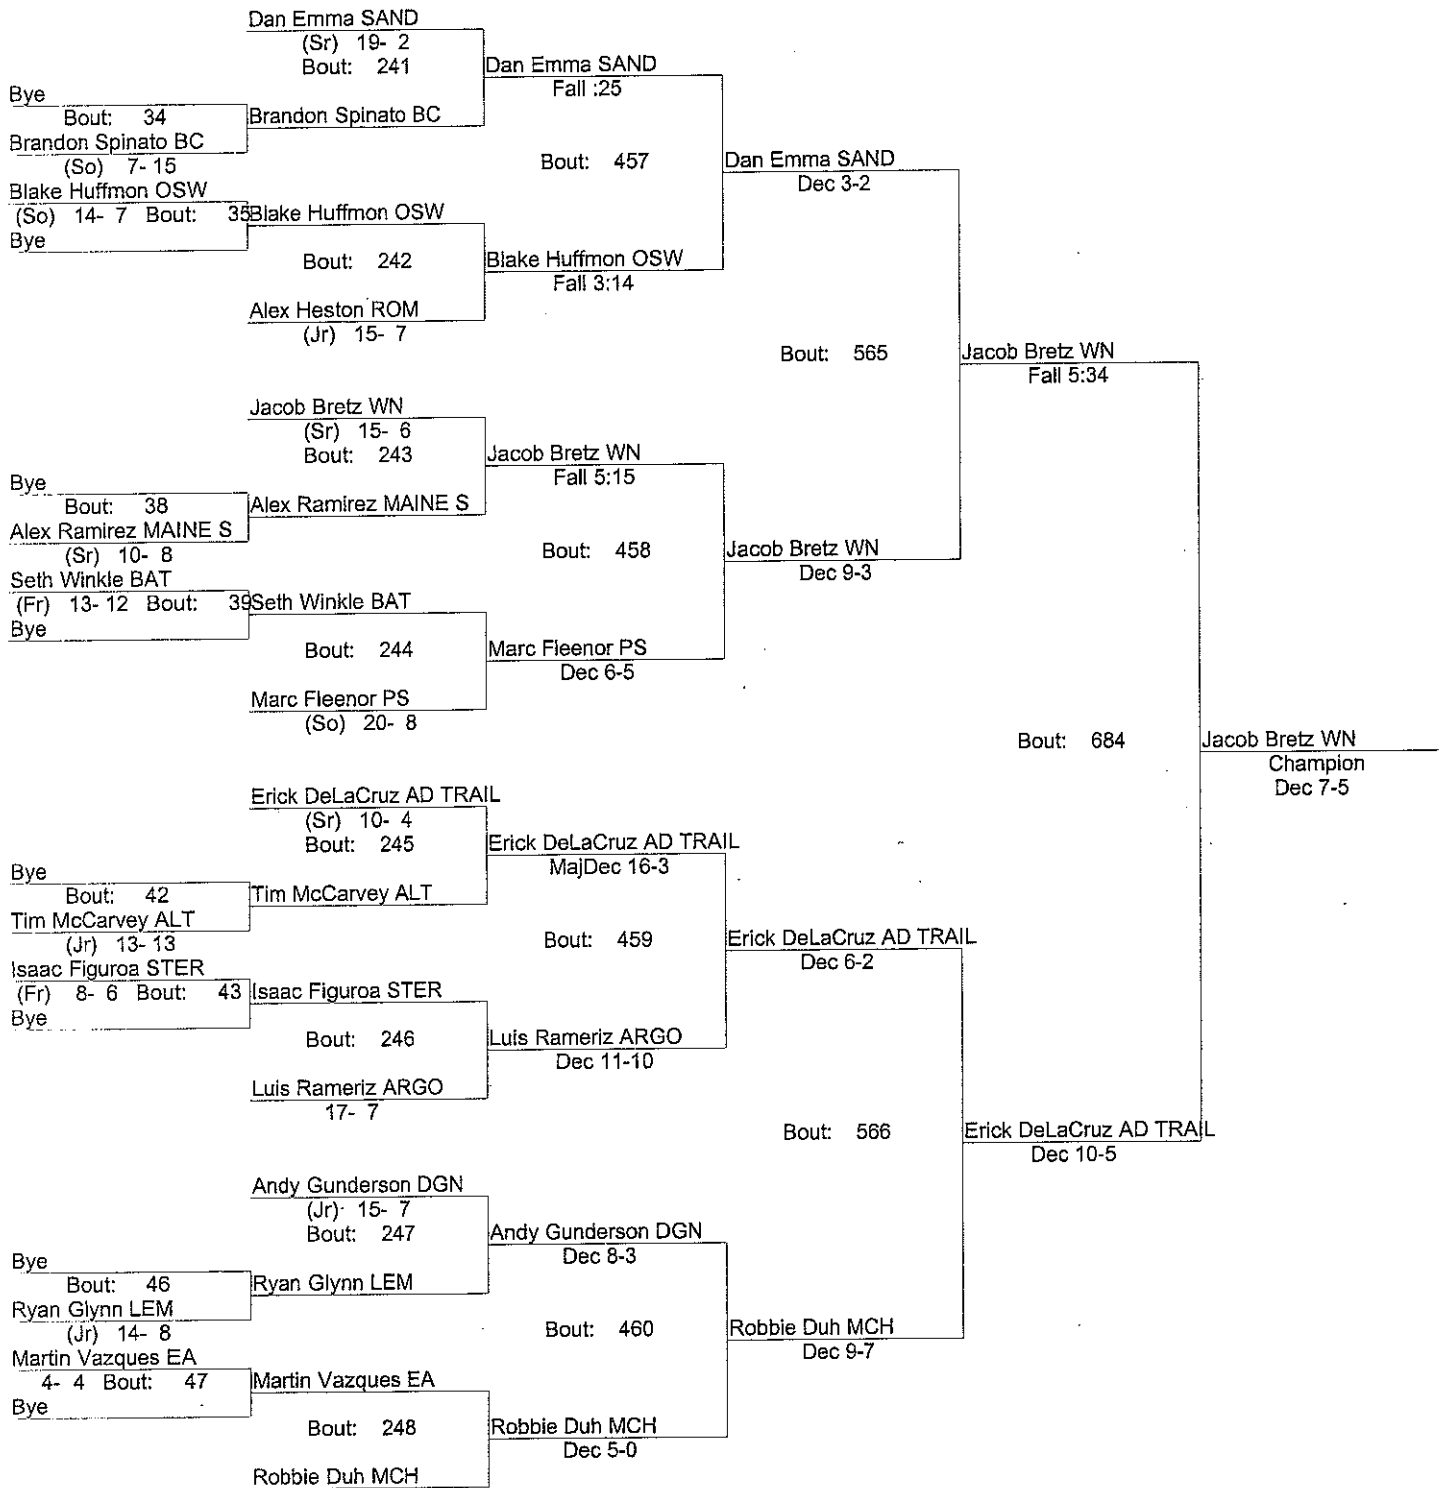 Dan Emma SAND
(Sr) 19- 2
Bout: 241
Dan Emma SAND
Fall :25
Bye
Bout: 34
Brandon Spinato BC
Brandon Spinato BC
(So) 7- 15
Bout: 457
Dan Emma SAND
Dec 3-2
Blake Huffmon OSW
(So) 14- 7 Bout: 35
Blake Huffmon OSW
Bye
Bout: 242
Blake Huffmon OSW
Fall 3:14
Alex Heston ROM
(Jr) 15- 7
Bout: 565
Jacob Bretz WN
Fall 5:34
Jacob Bretz WN
(Sr) 15- 6
Bout: 243
Jacob Bretz WN
Fall 5:15
Bye
Bout: 38
Alex Ramirez MAINE S
Alex Ramirez MAINE S
(Sr) 10- 8
Bout: 458
Jacob Bretz WN
Dec 9-3
Seth Winkle BAT
(Fr) 13- 12 Bout: 39
Seth Winkle BAT
Bye
Bout: 244
Marc Fleenor PS
Dec 6-5
Marc Fleenor PS
(So) 20- 8
Bout: 684
Jacob Bretz WN
Champion
Dec 7-5
Erick DeLaCruz AD TRAIL
(Sr) 10- 4
Bout: 245
Erick DeLaCruz AD TRAIL
MajDec 16-3
Bye
Bout: 42
Tim McCarvey ALT
Tim McCarvey ALT
(Jr) 13- 13
Bout: 459
Erick DeLaCruz AD TRAIL
Dec 6-2
Isaac Figuroa STER
(Fr) 8- 6 Bout: 43
Isaac Figuroa STER
Bye
Bout: 246
Luis Rameriz ARGO
Dec 11-10
Luis Rameriz ARGO
17- 7
Bout: 566
Erick DeLaCruz AD TRAIL
Dec 10-5
Andy Gunderson DGN
(Jr) 15- 7
Bout: 247
Andy Gunderson DGN
Dec 8-3
Bye
Bout: 46
Ryan Glynn LEM
Ryan Glynn LEM
(Jr) 14- 8
Bout: 460
Robbie Duh MCH
Dec 9-7
Martin Vazques EA
4- 4 Bout: 47
Martin Vazques EA
Bye
Bout: 248
Robbie Duh MCH
Dec 5-0
Robbie Duh MCH